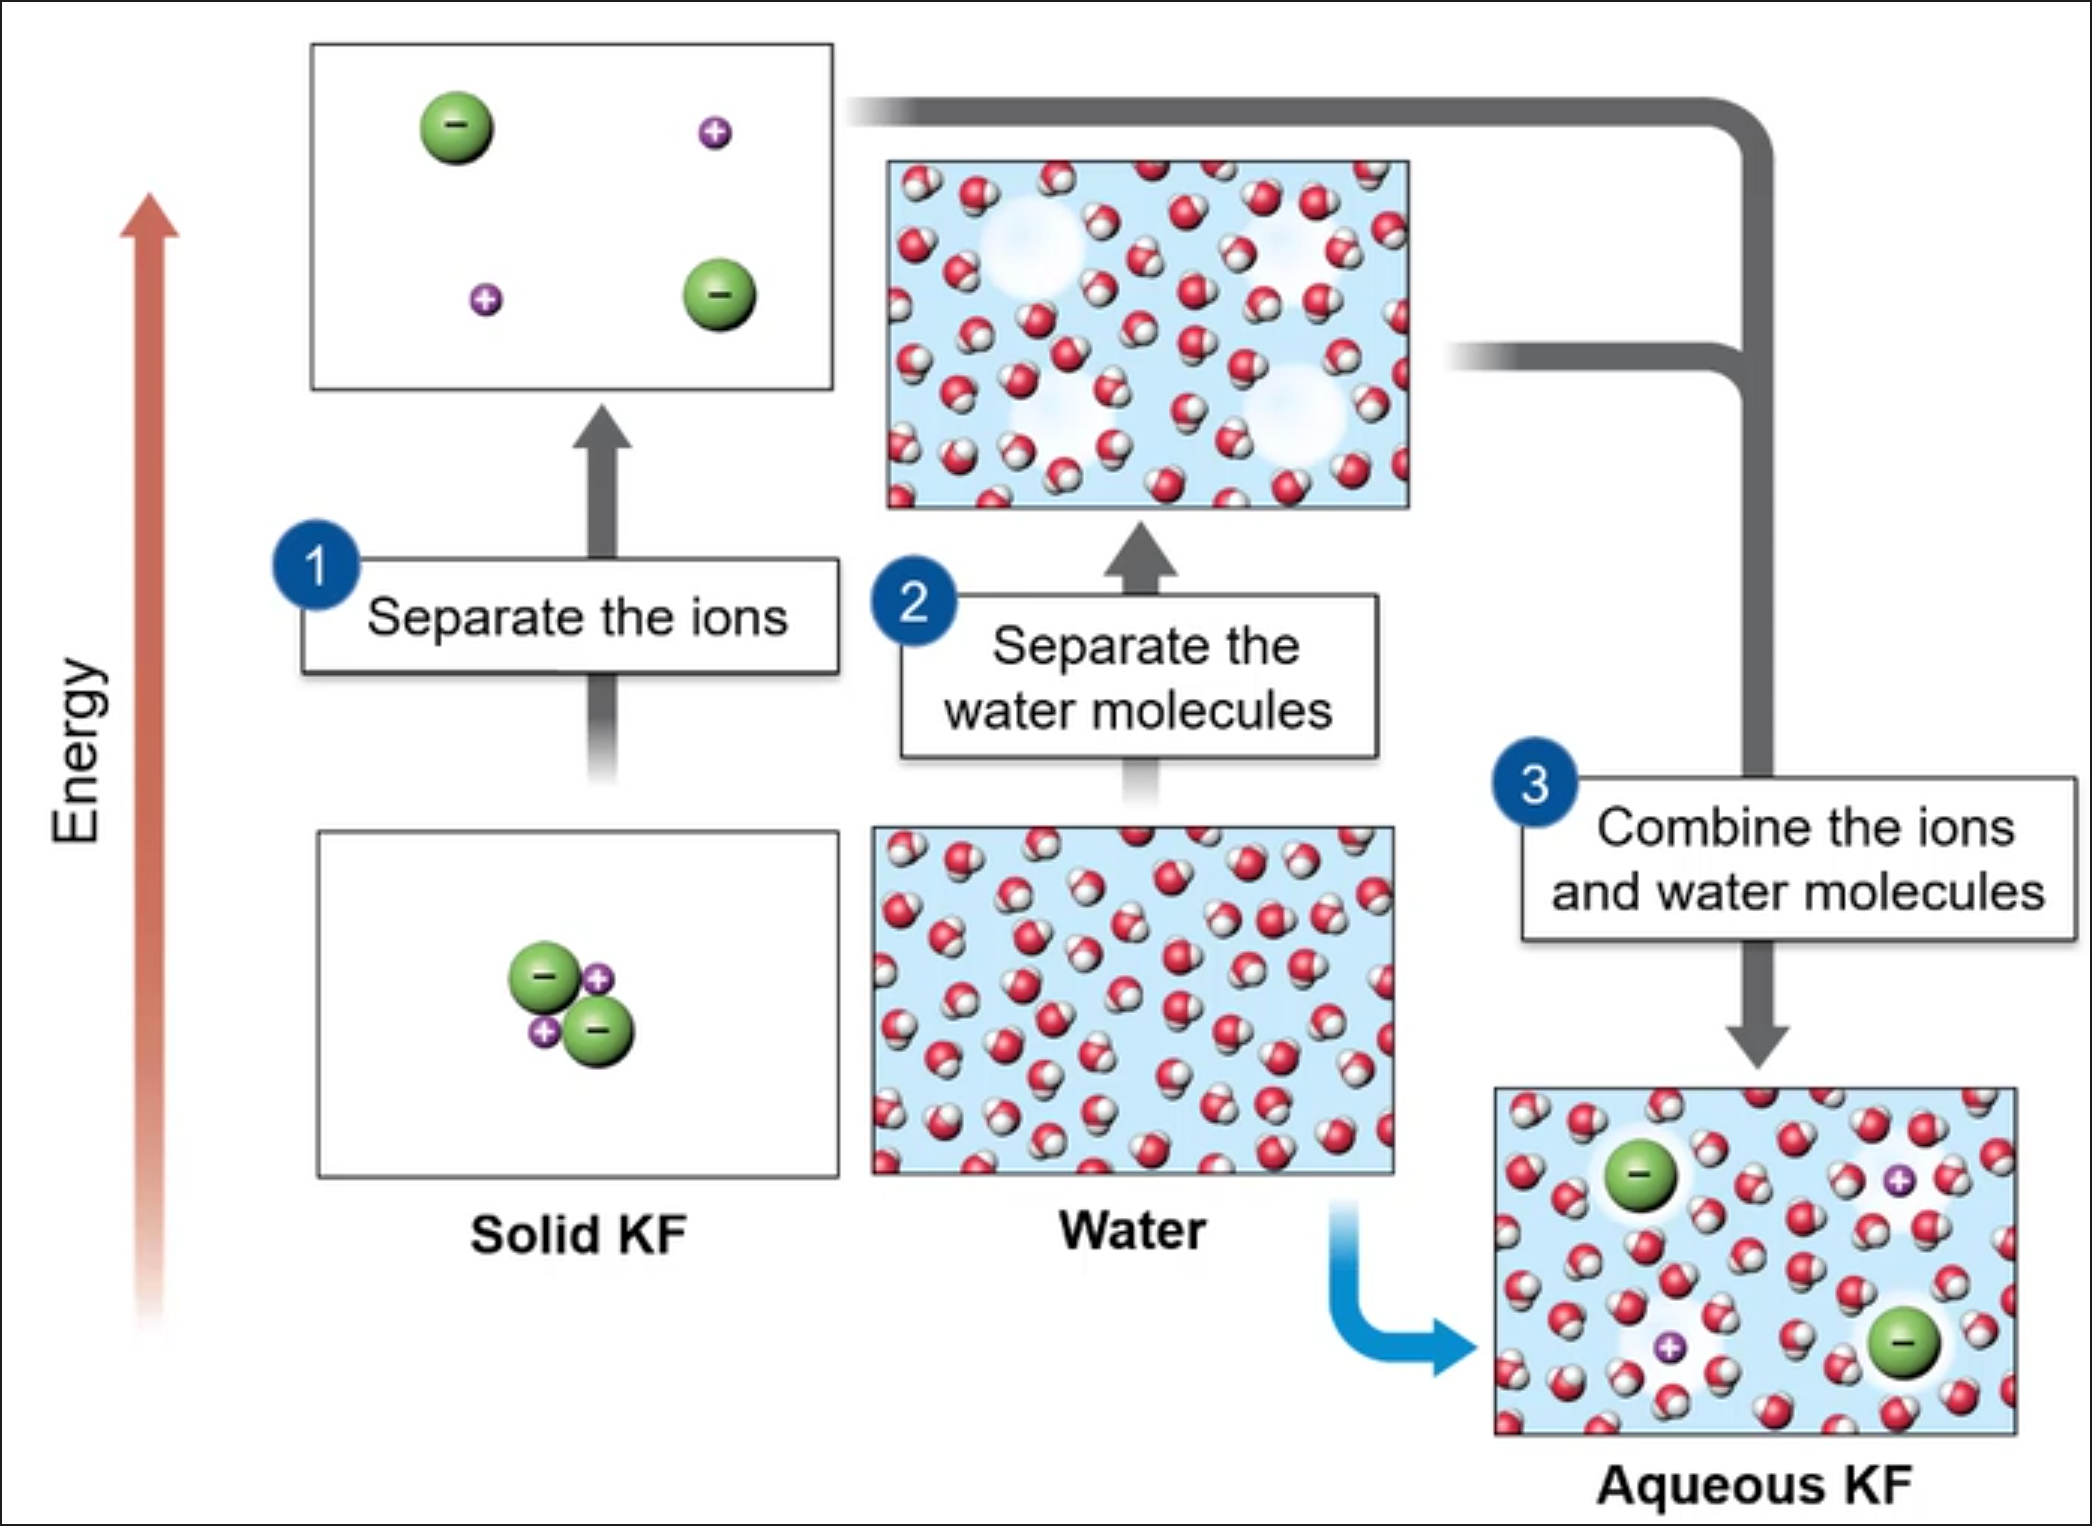 Energy
−
+
+
−
1
Separate the ions
2
Separate the
water molecules
3
Combine the ions
and water molecules
−
+
+
−
Solid KF
Water
−
+
+
−
Aqueous KF